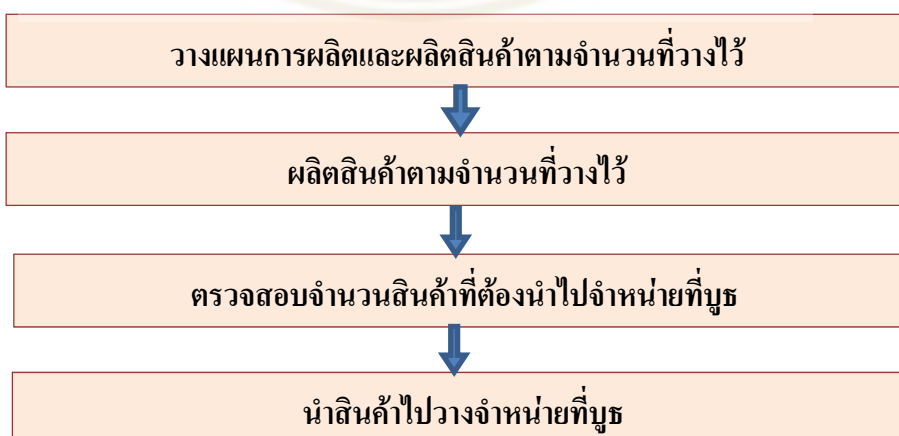 วางแผนการผลิตและผลิตสินค้าตามจำนวนที่วางไว้
ผลิตสินค้าตามจำนวนที่วางไว้
ตรวจสอบจำนวนสินค้าที่ต้องนำไปจำหน่ายที่บูธ
นำสินค้าไปวางจำหน่ายที่บูธ